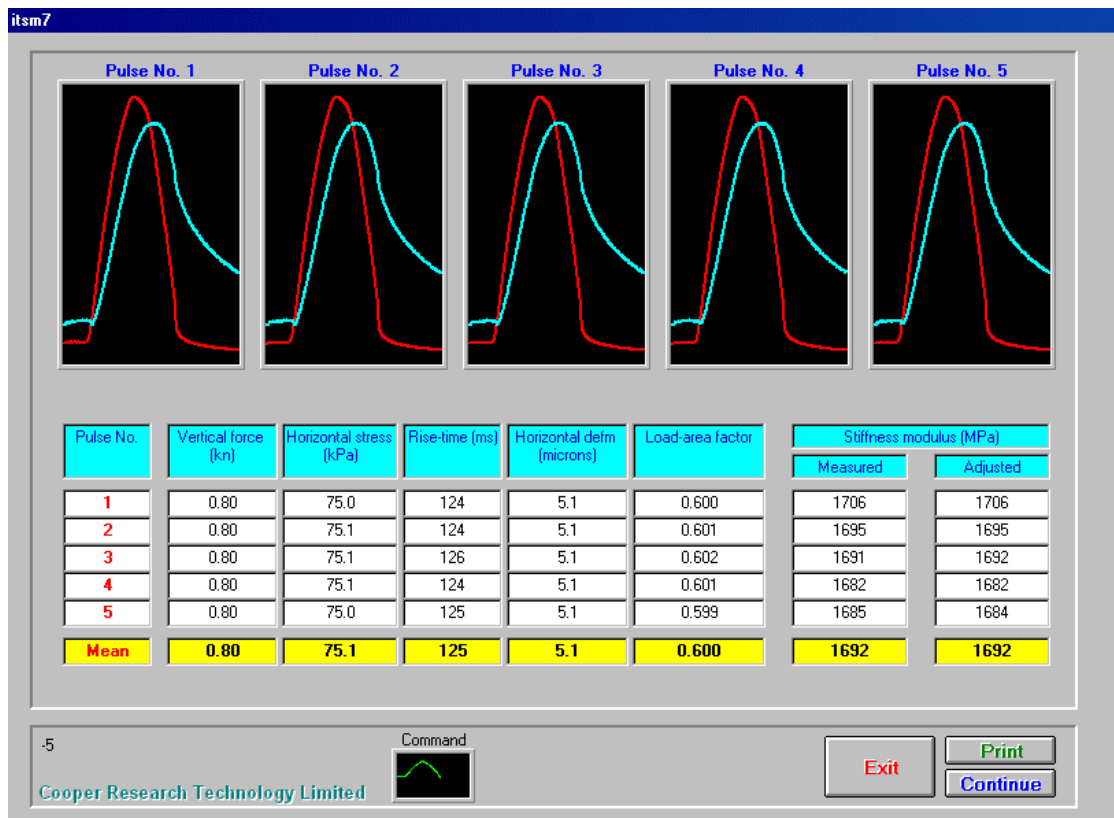 itsm7
Pulse No. 1 Pulse No. 2 Pulse No. 3 Pulse No. 4 Pulse No. 5
Pulse No. Vertical force (kn) Horizontal stress (kPa) Rise-time (ms) Horizontal defm (microns) Load-area factor Stiffness modulus (MPa)
Measured Adjusted
1 0.80 75.0 124 5.1 0.600 1706 1706
2 0.80 75.1 124 5.1 0.601 1695 1695
3 0.80 75.1 126 5.1 0.602 1691 1692
4 0.80 75.1 124 5.1 0.601 1682 1682
5 0.80 75.0 125 5.1 0.599 1685 1684
Mean 0.80 75.1 125 5.1 0.600 1692 1692
-5
Command
Cooper Research Technology Limited
Exit
Print
Continue